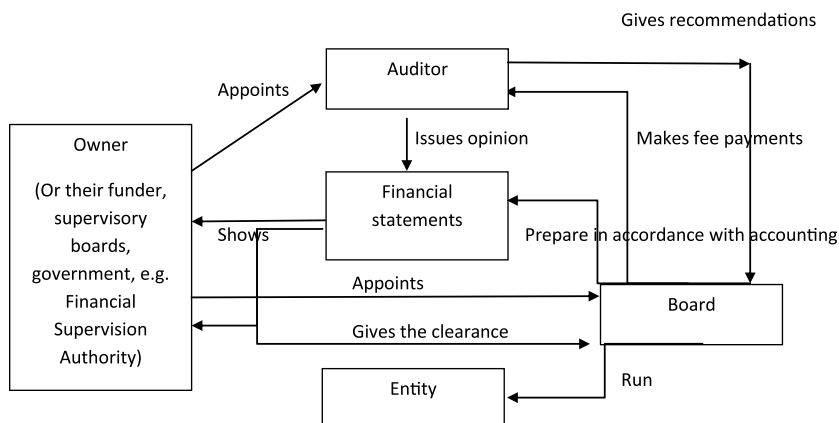 Gives recommendations
Auditor
Appoints
Issues opinion
Makes fee payments
Owner
(Or their funder,
supervisory
boards,
government, e.g.
Financial
Supervision
Authority)
Financial
statements
Shows
Prepare in accordance with accounting
Appoints
Board
Gives the clearance
Entity
Run